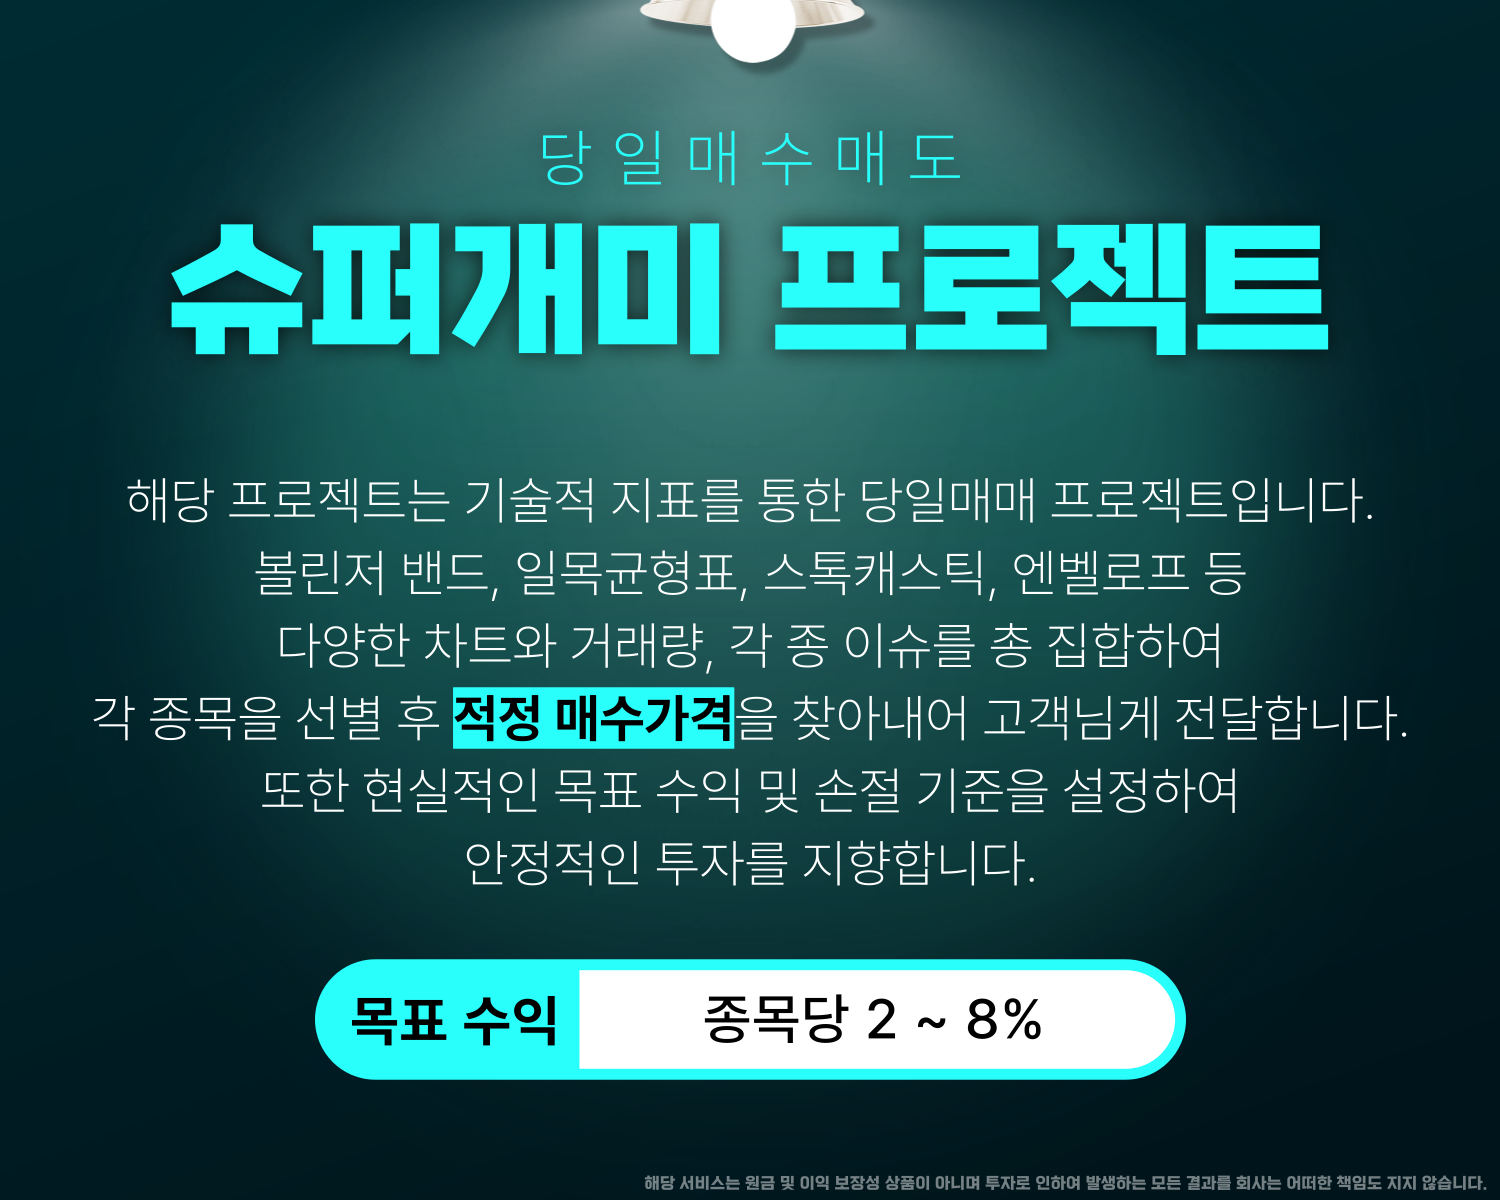 당일매수매도
슈퍼개미 프로젝트
해당 프로젝트는 기술적 지표를 통한 당일매매 프로젝트입니다.
볼린저 밴드, 일목균형표, 스톡캐스틱, 엔벨로프 등
다양한 차트와 거래량, 각 종 이슈를 총 집합하여
각 종목을 선별 후 적정 매수가격을 찾아내어 고객님게 전달합니다.
또한 현실적인 목표 수익 및 손절 기준을 설정하여
안정적인 투자를 지향합니다.
목표 수익 종목당 2 ~ 8%
해당 서비스는 원금 및 이익 보장성 상품이 아니며 투자로 인하여 발생하는 모든 결과를 회사는 어떠한 책임도 지지 않습니다.